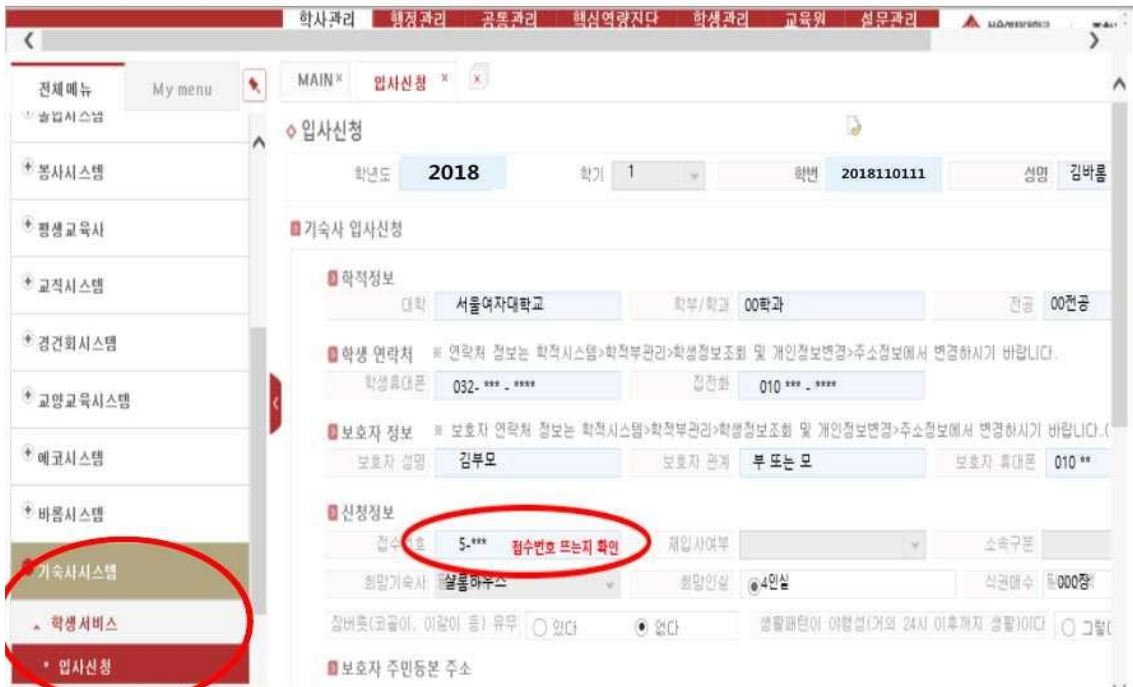 학사관리 행정관리 공통관리 핵심역량진단 학생관리 교육원 설문관리
전체메뉴 My menu
MAIN 입사신청
졸업시스템
봉사시스템
평생교육사
교직시스템
경건회시스템
교양교육시스템
에코시스템
바롬시스템
기숙사시스템
학생서비스
입사신청
입사신청
학년도 2018 학기 1 학번 2018110111 성명 김바롬
기숙사 입사신청
학적정보
대학 서울여자대학교 학부/학과 00학과 전공 00전공
학생 연락처 ※ 연락처 정보는 학적시스템>학적부관리>학생정보조회 및 개인정보변경>주소정보에서 변경하시기 바랍니다.
학생휴대폰 032- *** - **** 집전화 010 *** - ****
보호자 정보 ※ 보호자 연락처 정보는 학적시스템>학적부관리>학생정보조회 및 개인정보변경>주소정보에서 변경하시기 바랍니다.(
보호자 성명 김부모 보호자 관계 부 또는 모 보호자 휴대폰 010 **
신청정보
접수번호 5-*** 접수번호 뜨는지 확인 재입사여부 소속구분
희망기숙사 샬롬하우스 희망인실 4인실 식권매수 000장
잠버릇(코골이, 이갈이 등) 유무 있다 없다 생활패턴이 야행성(거의 24시 이후까지 생활)이다 그렇다
보호자 주민등본 주소